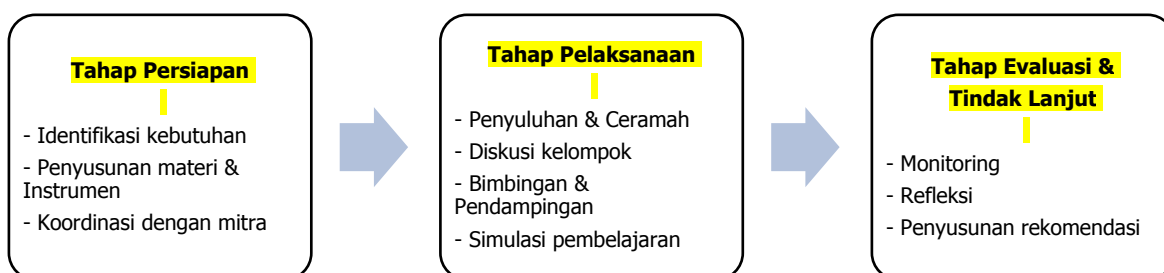 Tahap Persiapan
- Identifikasi kebutuhan
- Penyusunan materi &
Instrumen
- Koordinasi dengan mitra
Tahap Pelaksanaan
- Penyuluhan & Ceramah
- Diskusi kelompok
- Bimbingan &
Pendampingan
- Simulasi pembelajaran
Tahap Evaluasi &
Tindak Lanjut
- Monitoring
- Refleksi
- Penyusunan rekomendasi